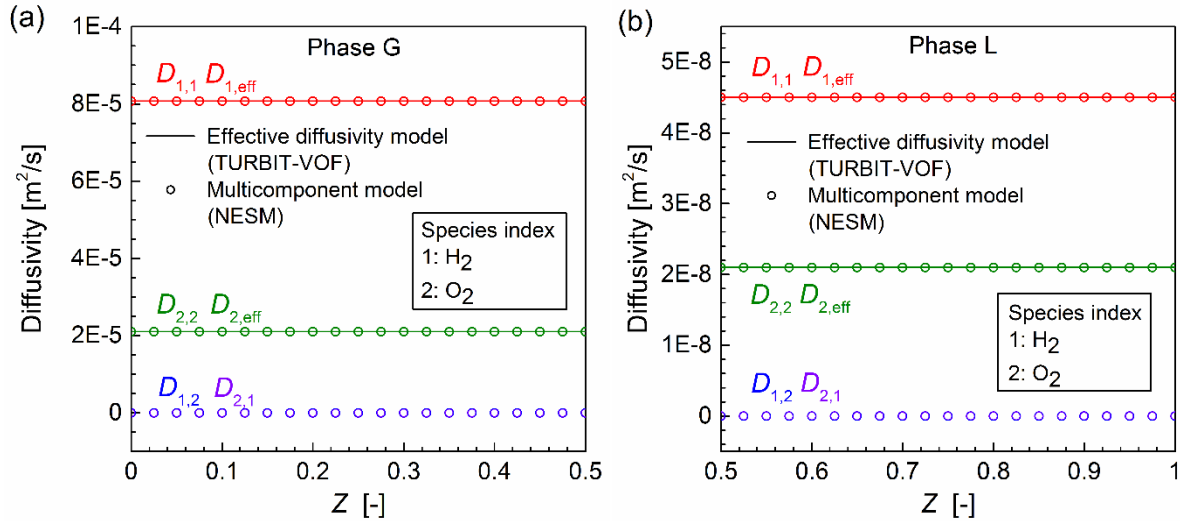 (a)
Phase G
1E-4
8E-5
6E-5
4E-5
2E-5
0
Diffusivity [m²/s]
D₁,₁ D₁,eff
Effective diffusivity model
(TURBIT-VOF)
Multicomponent model
(NESM)
Species index
1: H₂
2: O₂
D₂,₂ D₂,eff
D₁,₂ D₂,₁
0 0.1 0.2 0.3 0.4 0.5
Z [-]
(b)
Phase L
5E-8
4E-8
3E-8
2E-8
1E-8
0
Diffusivity [m²/s]
D₁,₁ D₁,eff
Effective diffusivity model
(TURBIT-VOF)
Multicomponent model
(NESM)
D₂,₂ D₂,eff
Species index
1: H₂
2: O₂
D₁,₂ D₂,₁
0.5 0.6 0.7 0.8 0.9 1
Z [-]